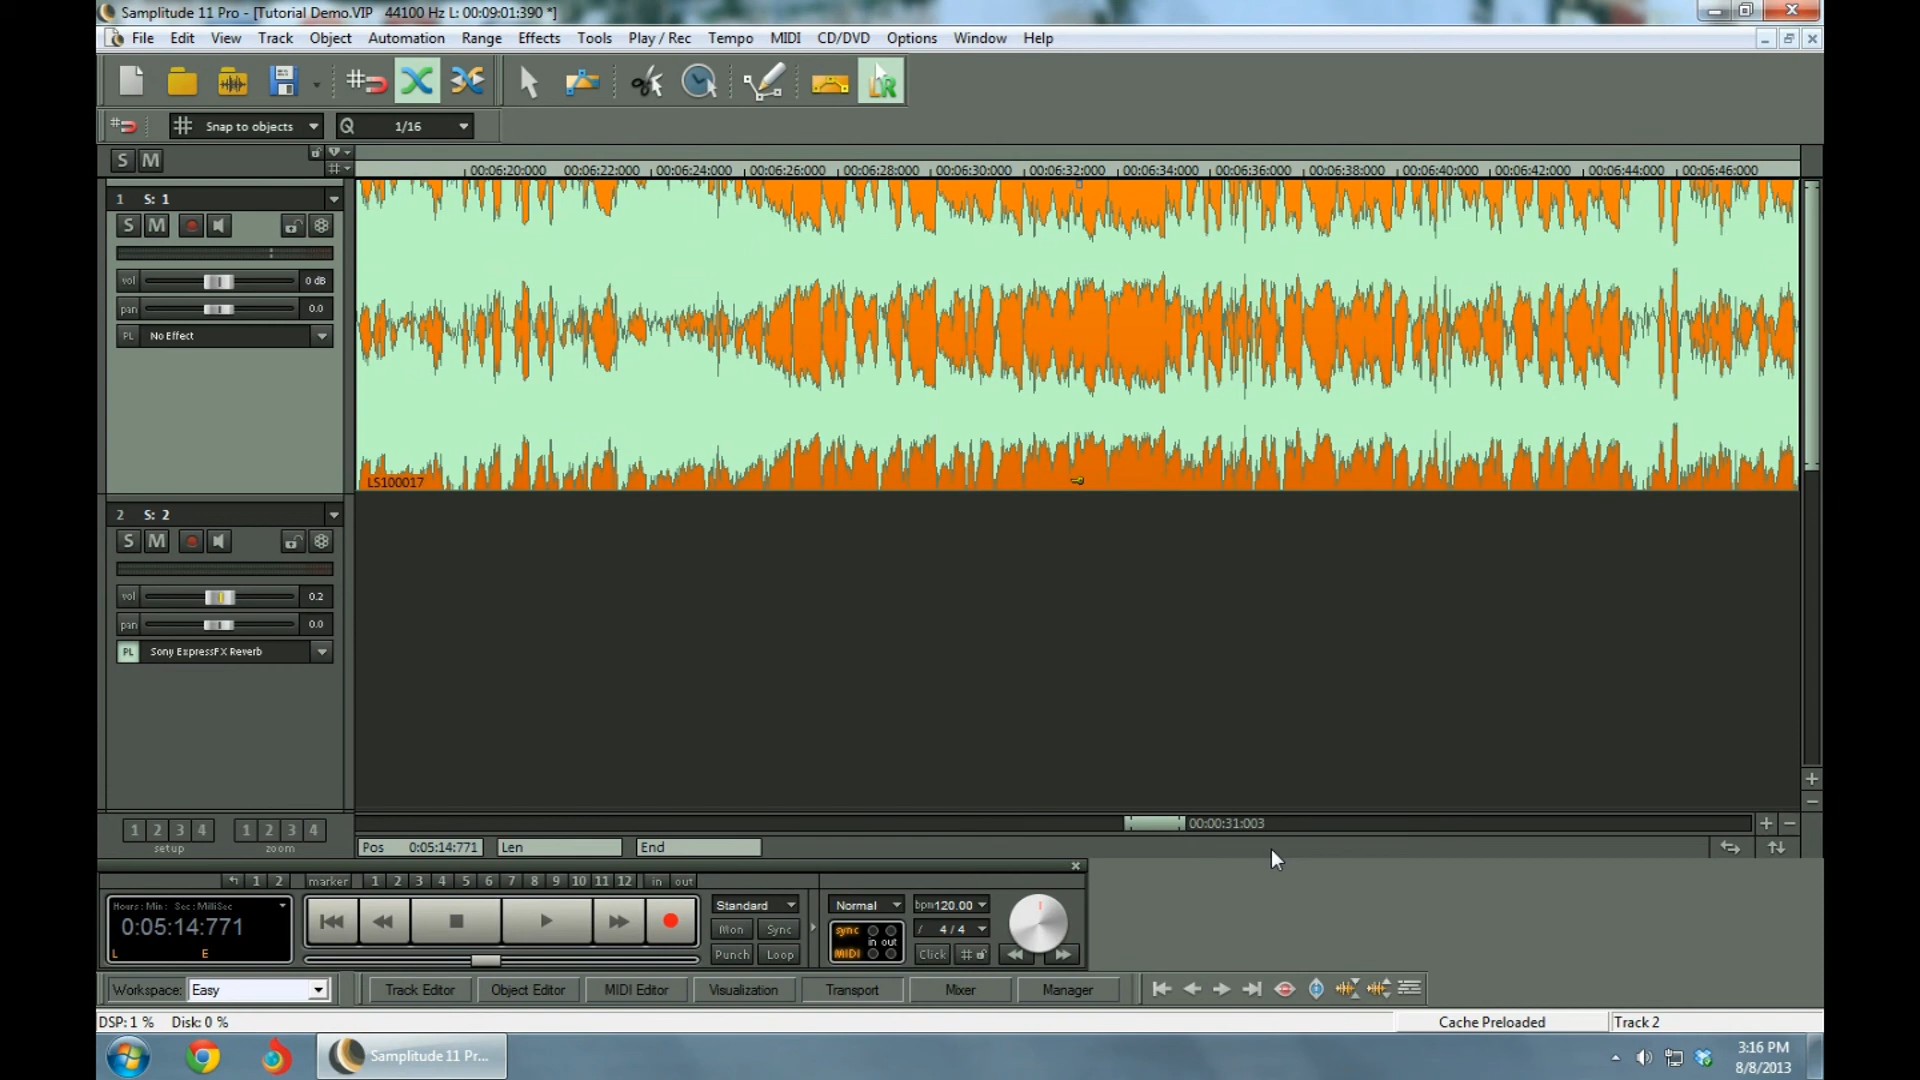 Samplitude 11 Pro - [Tutorial Demo.VIP   44100 Hz L: 00:09:01:390 *]
File Edit View Track Object Automation Range Effects Tools Play / Rec Tempo MIDI CD/DVD Options Window Help
Snap to objects Q 1/16
S M
00:06:20:000 00:06:22:000 00:06:24:000 00:06:26:000 00:06:28:000 00:06:30:000 00:06:32:000 00:06:34:000 00:06:36:000 00:06:38:000 00:06:40:000 00:06:42:000 00:06:44:000 00:06:46:000
1 S: 1
S M
vol 0 dB
pan 0.0
PL No Effect
LS100017
2 S: 2
S M
vol 0.2
pan 0.0
PL Sony ExpressFX Reverb
00:00:31:003
1 2 3 4 1 2 3 4
setup zoom
Pos 0:05:14:771 Len End
1 2 marker 1 2 3 4 5 6 7 8 9 10 11 12 in out
Hours : Min : Sec : MilliSec
0:05:14:771
L E
Standard
Mon Sync
Punch Loop
Normal bpm120.00
sync in out / 4 / 4
MIDI Click
Workspace: Easy Track Editor Object Editor MIDI Editor Visualization Transport Mixer Manager
DSP: 1 % Disk: 0 % Cache Preloaded Track 2
Samplitude 11 Pr...
3:16 PM
8/8/2013